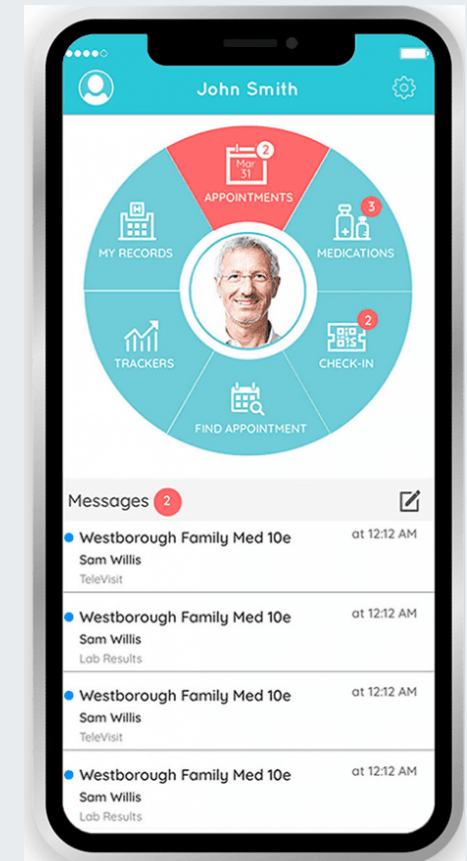 John Smith
2
Mar
31
APPOINTMENTS
3
MEDICATIONS
2
CHECK-IN
FIND APPOINTMENT
TRACKERS
H
MY RECORDS
Messages 2
Westborough Family Med 10e at 12:12 AM
Sam Willis
TeleVisit
Westborough Family Med 10e at 12:12 AM
Sam Willis
Lab Results
Westborough Family Med 10e at 12:12 AM
Sam Willis
TeleVisit
Westborough Family Med 10e at 12:12 AM
Sam Willis
Lab Results